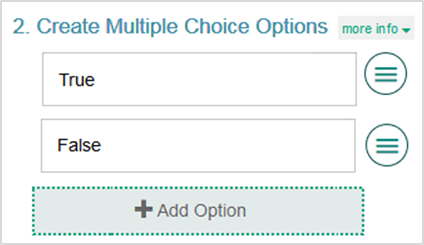 2. Create Multiple Choice Options more info
True
False
Add Option